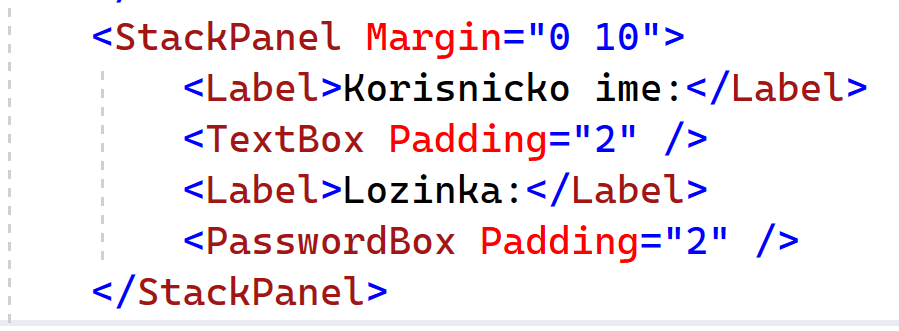 <StackPanel Margin="0 10">
<Label>Korisnicko ime:</Label>
<TextBox Padding="2" />
<Label>Lozinka:</Label>
<PasswordBox Padding="2" />
</StackPanel>